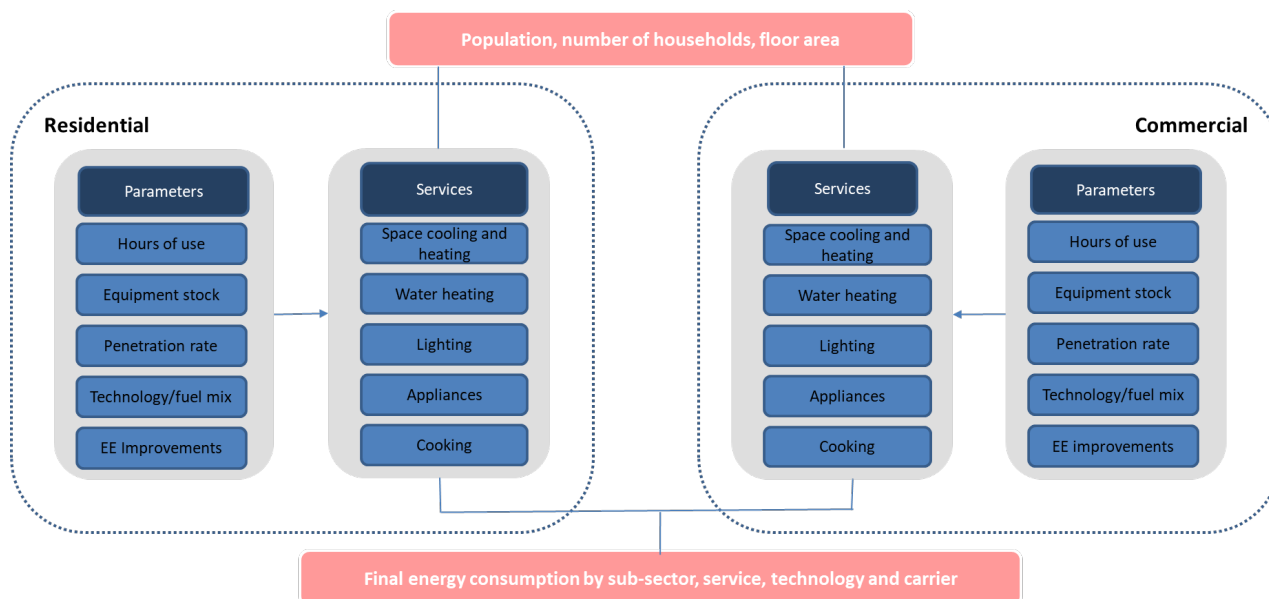 Population, number of households, floor area
Residential
Parameters
Hours of use
Equipment stock
Penetration rate
Technology/fuel mix
EE Improvements
Services
Space cooling and
heating
Water heating
Lighting
Appliances
Cooking
Commercial
Services
Space cooling and
heating
Water heating
Lighting
Appliances
Cooking
Parameters
Hours of use
Equipment stock
Penetration rate
Technology/fuel mix
EE improvements
Final energy consumption by sub-sector, service, technology and carrier